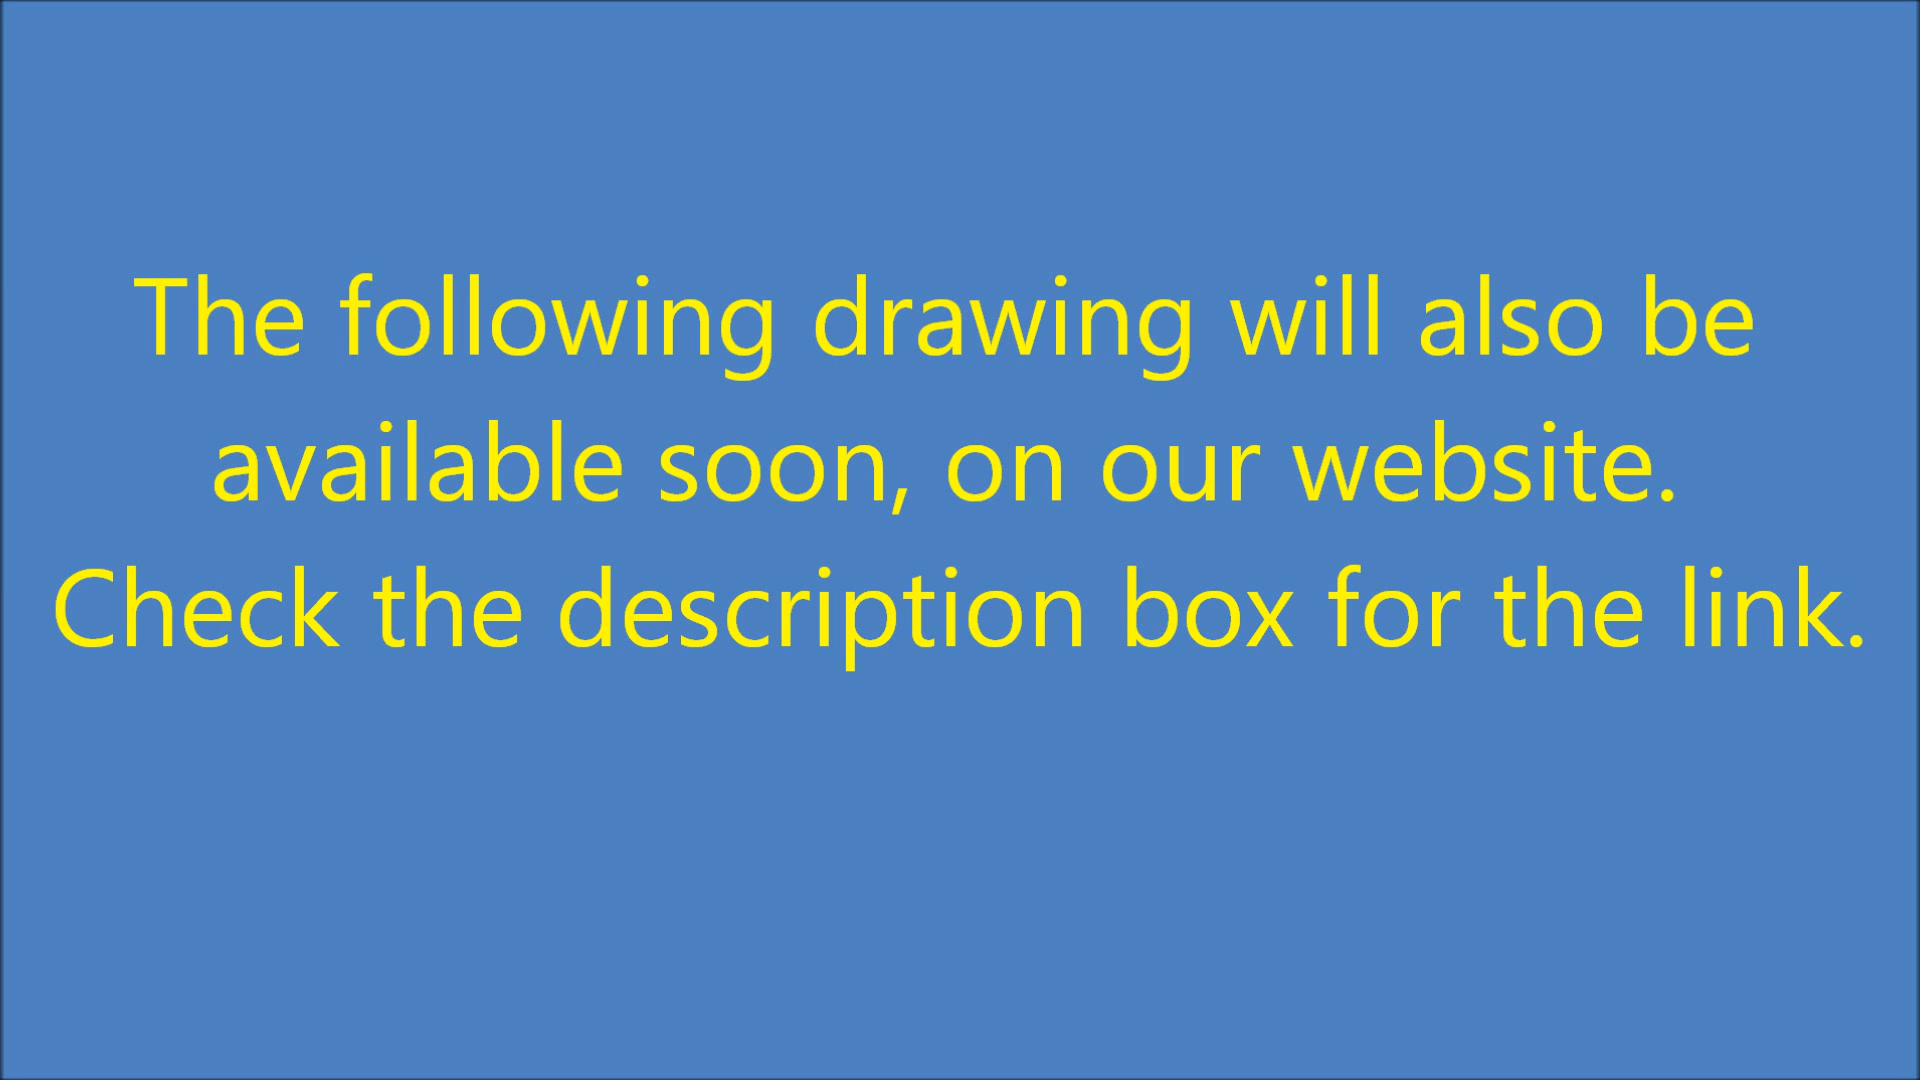 The following drawing will also be
available soon, on our website.
Check the description box for the link.